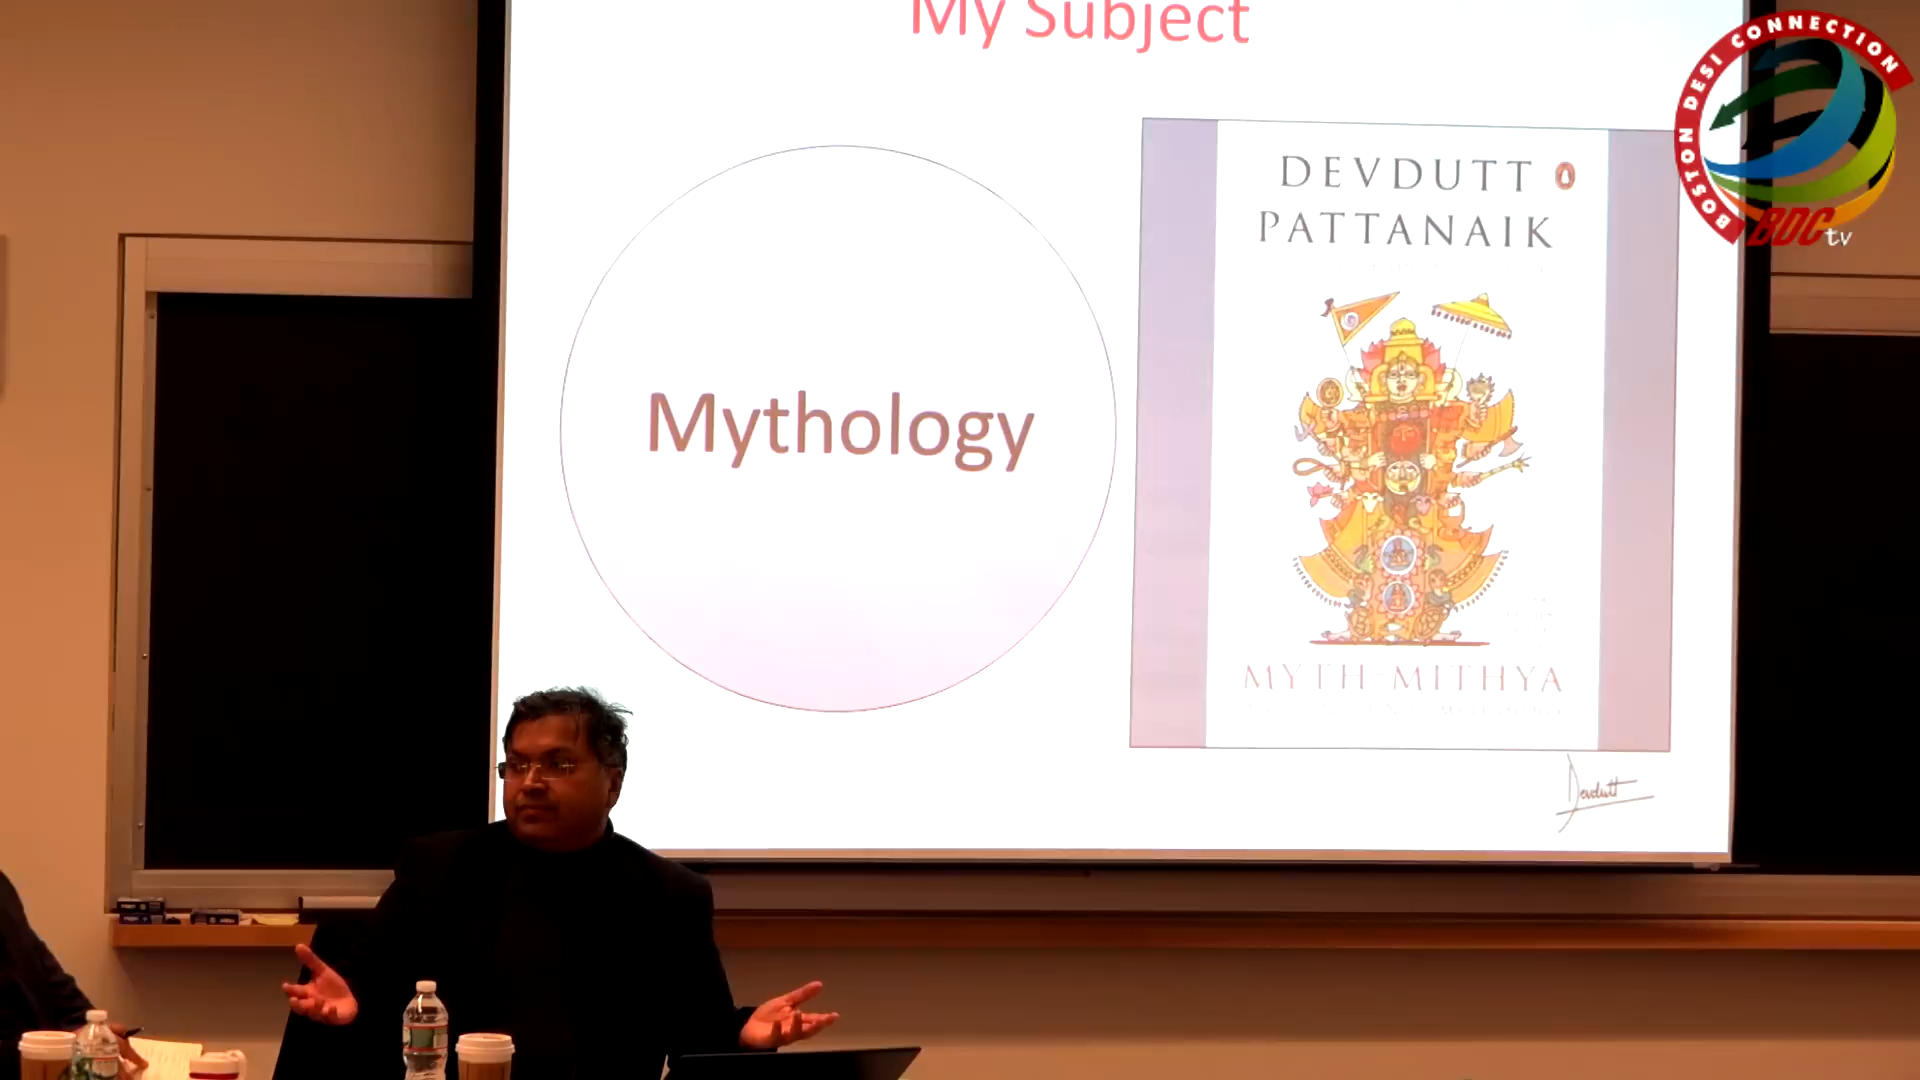 My Subject
BOSTON DESI CONNECTION
BDC tv
DEVDUTT
PATTANAIK
Mythology
MYTH=MITHYA
Devdutt